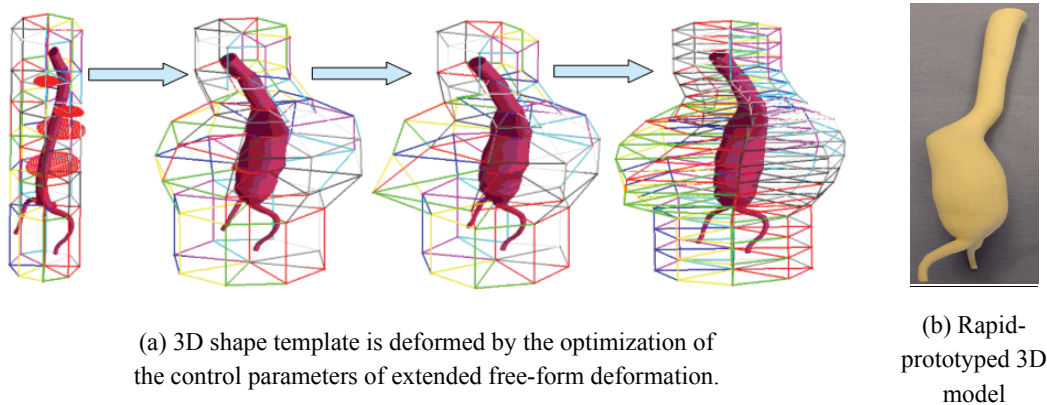 (a) 3D shape template is deformed by the optimization of
the control parameters of extended free-form deformation.
(b) Rapid-
prototyped 3D
model